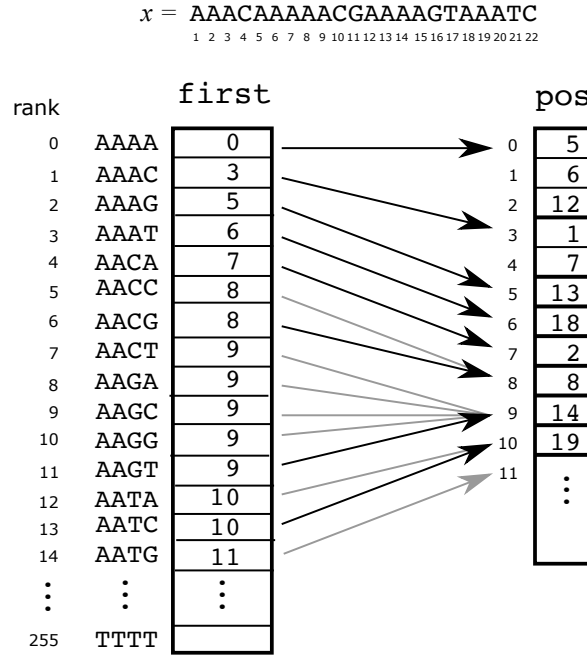 x = AAACAAAAACGAAAAGTAAATC
1 2 3 4 5 6 7 8 9 10 11 12 13 14 15 16 17 18 19 20 21 22
rank first pos
0 AAAA 0 0 5
1 AAAC 3 1 6
2 AAAG 5 2 12
3 AAAT 6 3 1
4 AACA 7 4 7
5 AACC 8 5 13
6 AACG 8 6 18
7 AACT 9 7 2
8 AAGA 9 8 8
9 AAGC 9 9 14
10 AAGG 9 10 19
11 AAGT 9 11
12 AATA 10
13 AATC 10
14 AATG 11
255 TTTT